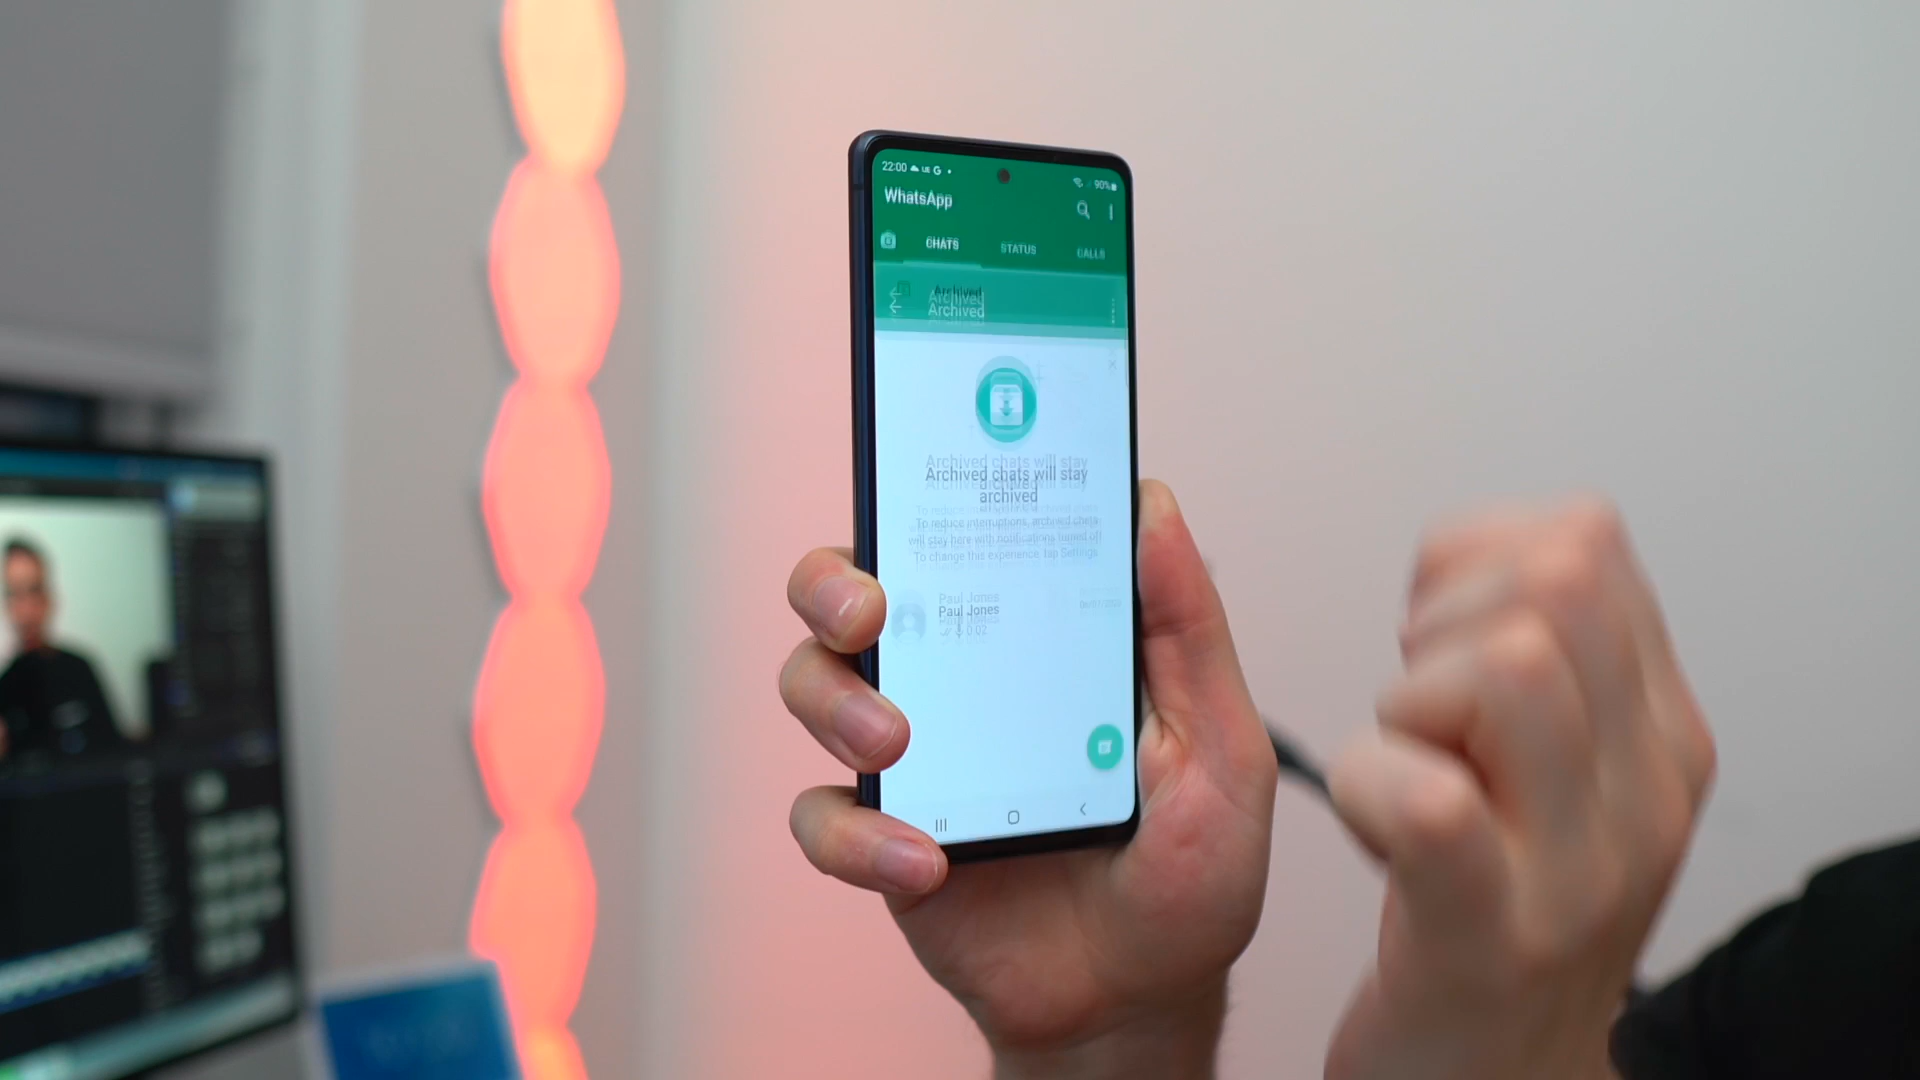 22:00
90%
WhatsApp
CHATS STATUS CALLS
Archived
Archived
Archived chats will stay
archived
To reduce interruptions, archived chats
will stay here with notifications turned off
To change this experience, tap Settings
Paul Jones
0:02